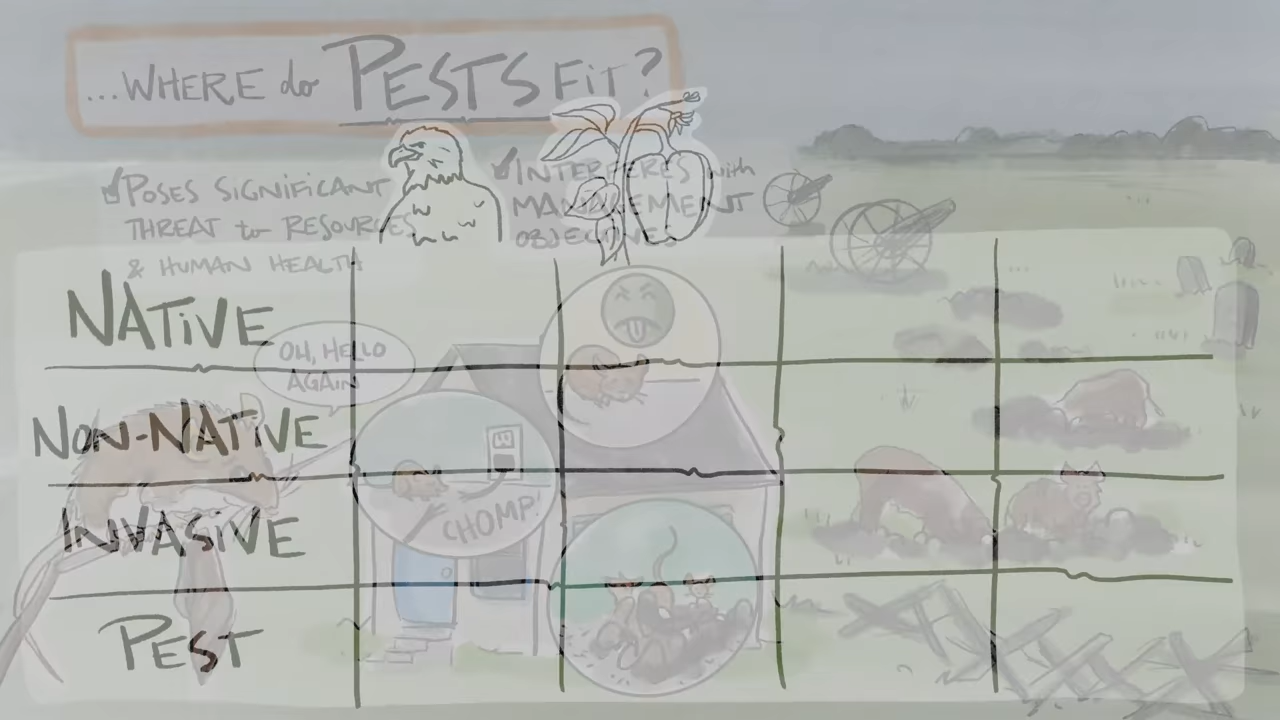 ...WHERE do PESTS FIT?
POSES SIGNIFICANT
THREAT to RESOURCES
& HUMAN HEALTH
INTERFERES with
MANAGEMENT
OBJECTIVES
NATIVE
OH, HELLO
AGAIN
NON-NATIVE
CHOMP!
INVASIVE
PEST